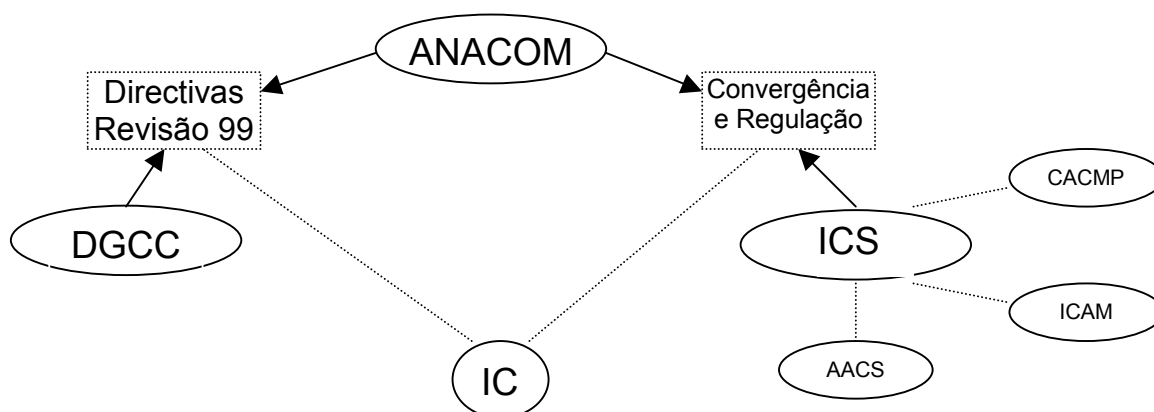 ANACOM
Directivas
Revisão 99
Convergência
e Regulação
CACMP
DGCC
ICS
ICAM
IC
AACS